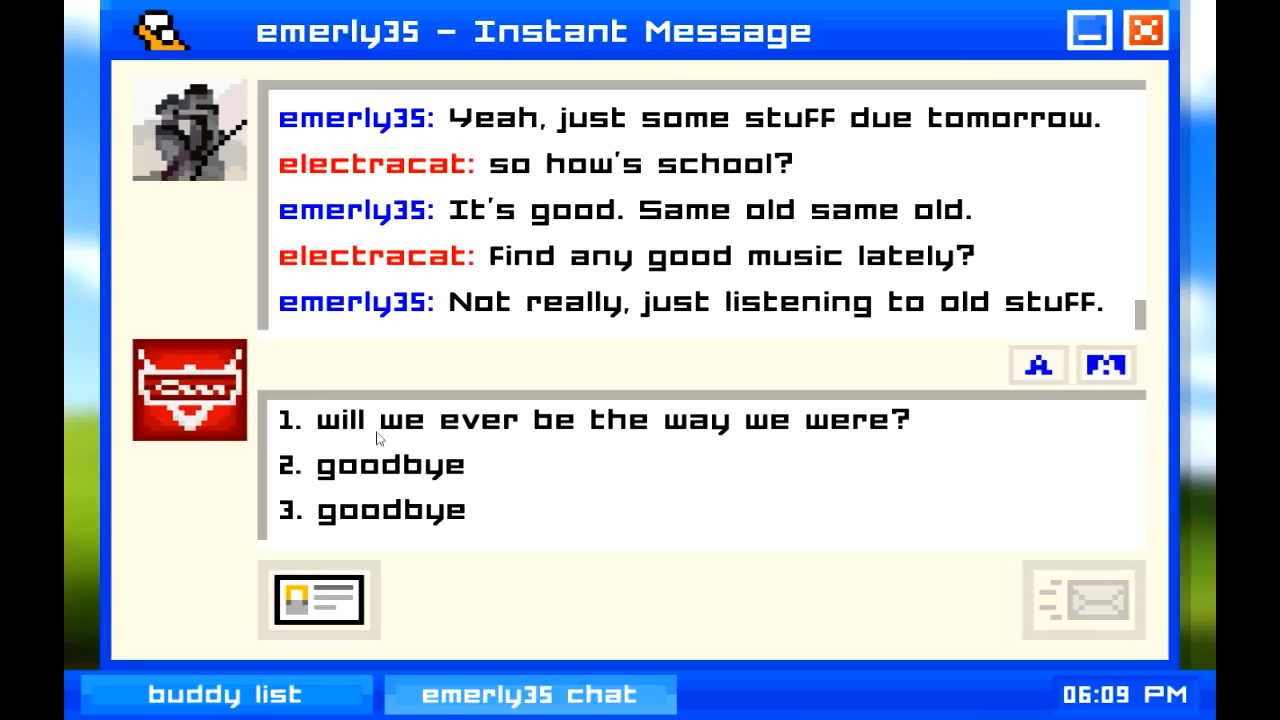 emerly35 - Instant Message
emerly35: Yeah, just some stuff due tomorrow.
electracat: so how's school?
emerly35: It's good. Same old same old.
electracat: Find any good music lately?
emerly35: Not really, just listening to old stuff.
A
1. will we ever be the way we were?
2. goodbye
3. goodbye
buddy list
emerly35 chat
06:09 PM